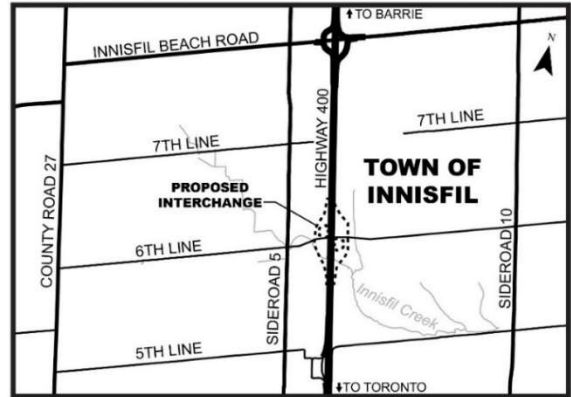 TO BARRIE
INNISFIL BEACH ROAD
N
HIGHWAY 400
7TH LINE
7TH LINE
TOWN OF
INNISFIL
PROPOSED
INTERCHANGE
COUNTY ROAD 27
6TH LINE
SIDEROAD 5
SIDEROAD 10
Innisfil Creek
5TH LINE
TO TORONTO